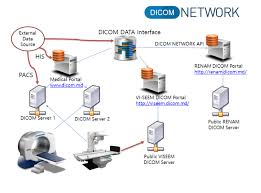 DICOM NETWORK
External Data Source
DICOM DATA Interface
HIS
DICOM NETWORK API
PACS
Medical Portal
www.dicom.md/
RENAM DICOM Portal
http://renamdicom.md/
VI-SEEM DICOM Portal
http://viseem.dicom.md/
DICOM Server 1
DICOM Server 2
Public RENAM
DICOM Server
Public VISEEM
DICOM Server